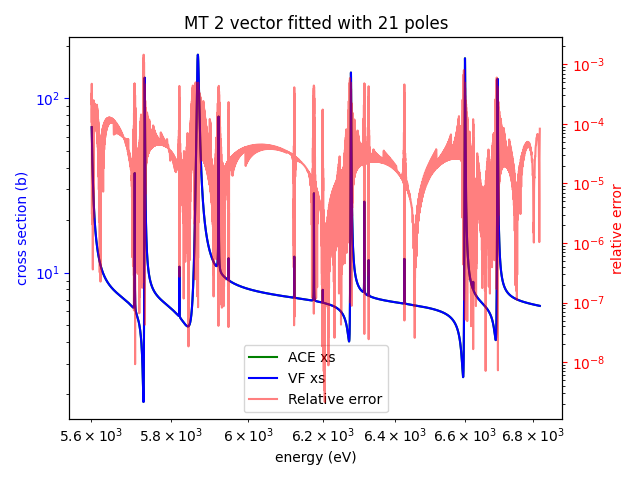 MT 2 vector fitted with 21 poles
cross section (b)
10²
10¹
10⁻³
10⁻⁴
10⁻⁵
10⁻⁶
10⁻⁷
10⁻⁸
relative error
ACE xs
VF xs
Relative error
5.6 × 10³ 5.8 × 10³ 6 × 10³ 6.2 × 10³ 6.4 × 10³ 6.6 × 10³ 6.8 × 10³
energy (eV)